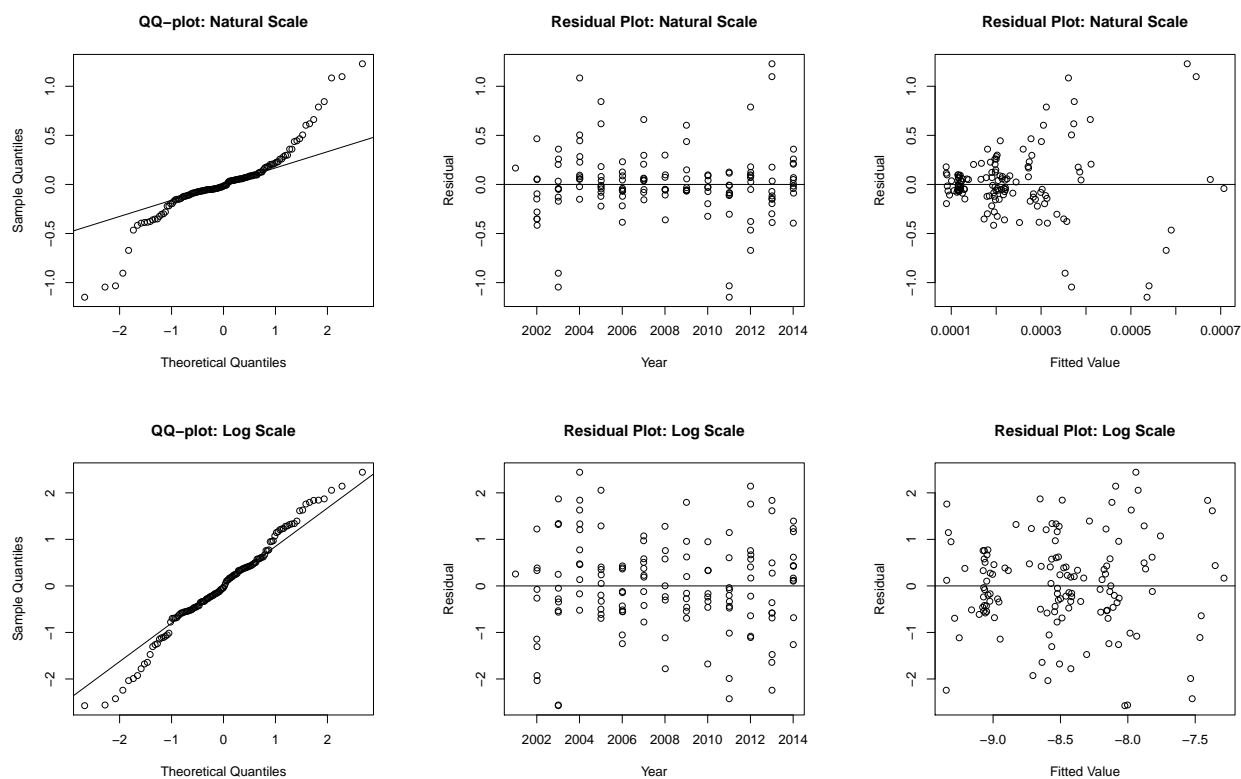 QQ−plot: Natural Scale
Sample Quantiles
1.0
0.5
0.0
−0.5
−1.0
−2 −1 0 1 2
Theoretical Quantiles
Residual Plot: Natural Scale
Residual
1.0
0.5
0.0
−0.5
−1.0
2002 2004 2006 2008 2010 2012 2014
Year
Residual Plot: Natural Scale
Residual
1.0
0.5
0.0
−0.5
−1.0
0.0001 0.0003 0.0005 0.0007
Fitted Value
QQ−plot: Log Scale
Sample Quantiles
2
1
0
−1
−2
−2 −1 0 1 2
Theoretical Quantiles
Residual Plot: Log Scale
Residual
2
1
0
−1
−2
2002 2004 2006 2008 2010 2012 2014
Year
Residual Plot: Log Scale
Residual
2
1
0
−1
−2
−9.0 −8.5 −8.0 −7.5
Fitted Value